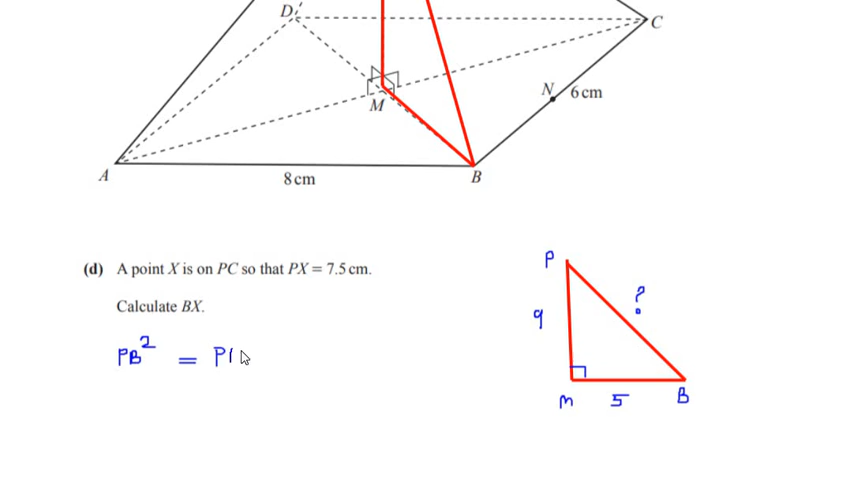 D
C
N 6 cm
M
A
B
8 cm
(d) A point X is on PC so that PX = 7.5 cm.
Calculate BX.
PB² = P
P
?
9
M 5 B